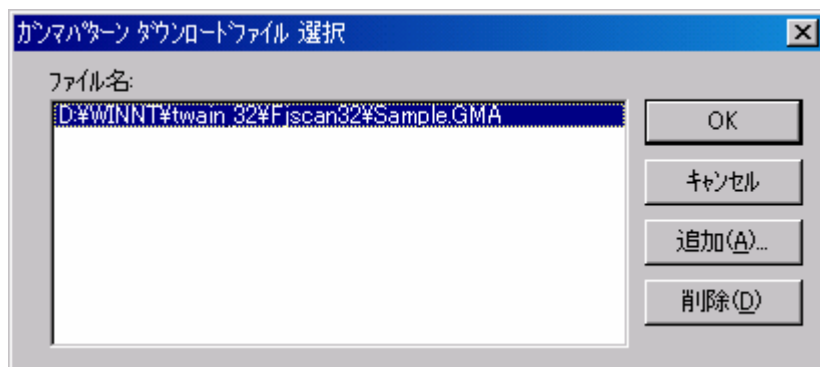 ｶﾞﾝﾏﾊﾟﾀｰﾝ ﾀﾞｳﾝﾛｰﾄﾞﾌｧｲﾙ 選択
ﾌｧｲﾙ名:
D:¥WINNT¥twain_32¥Fjscan32¥Sample.GMA
OK
ｷｬﾝｾﾙ
追加(A)...
削除(D)